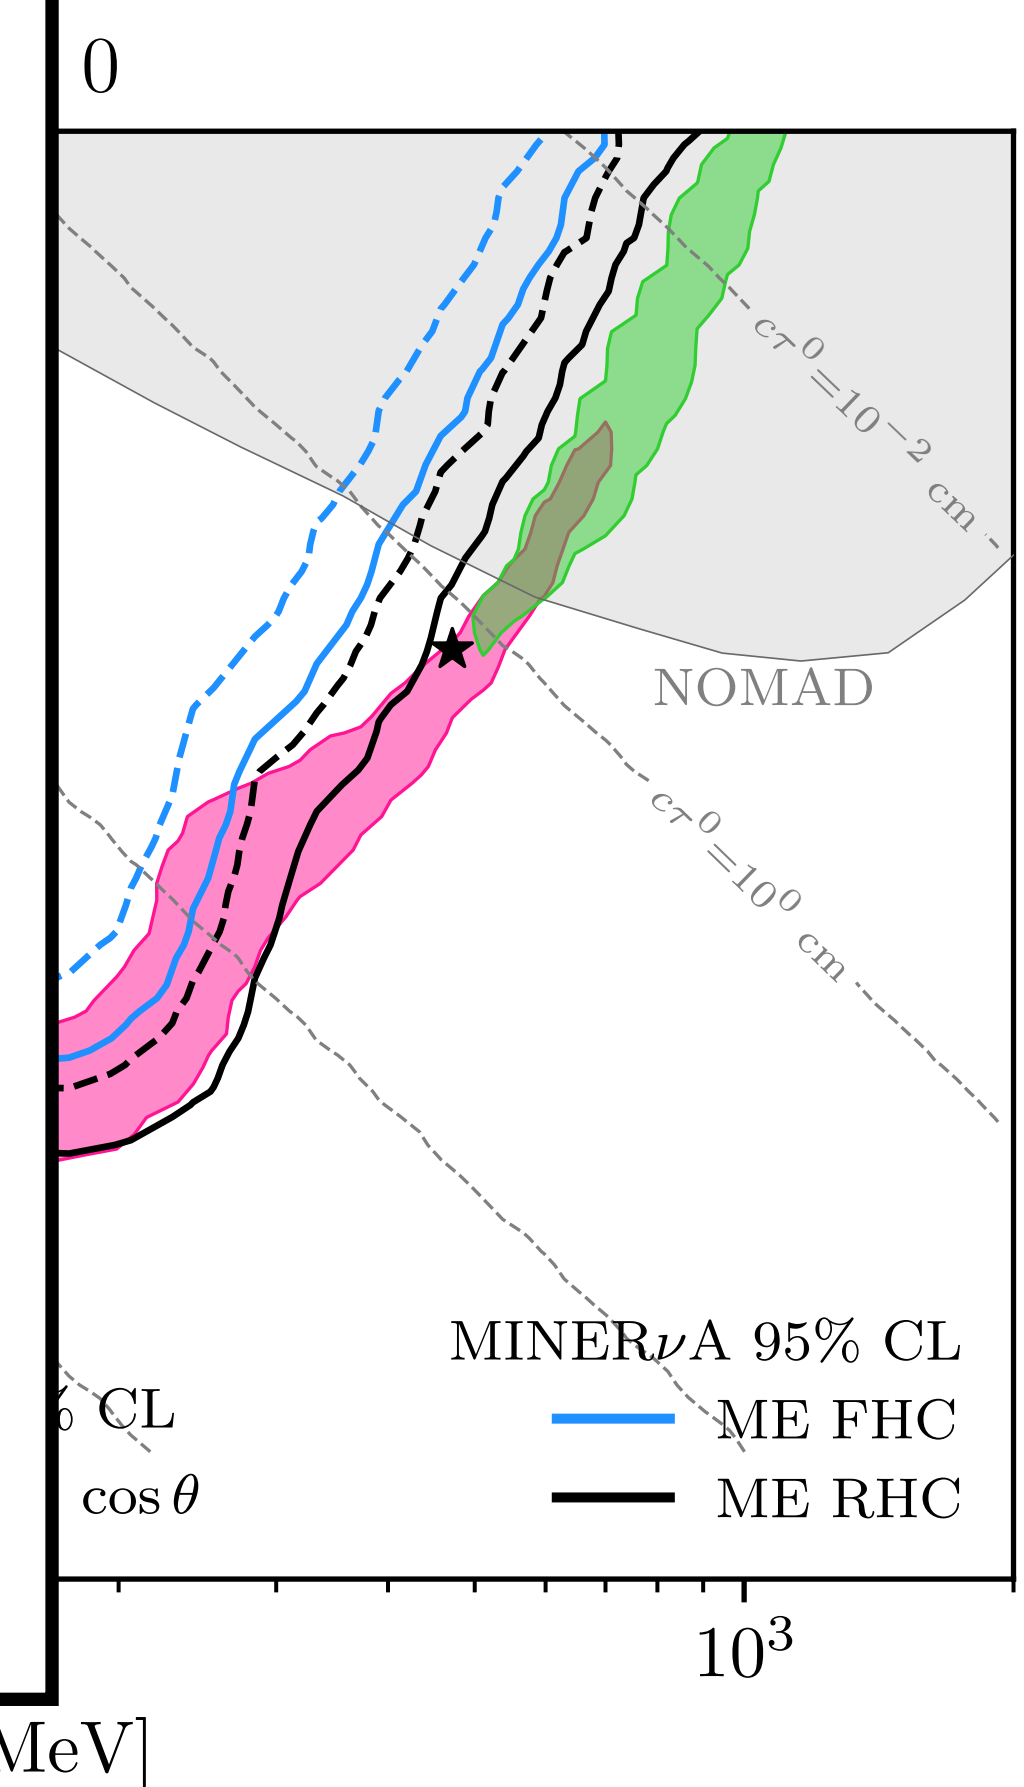 0
cτ⁰=10⁻² cm
NOMAD
cτ⁰=10⁰ cm
MINERνA 95% CL
% CL
ME FHC
cos θ
ME RHC
10³
MeV]